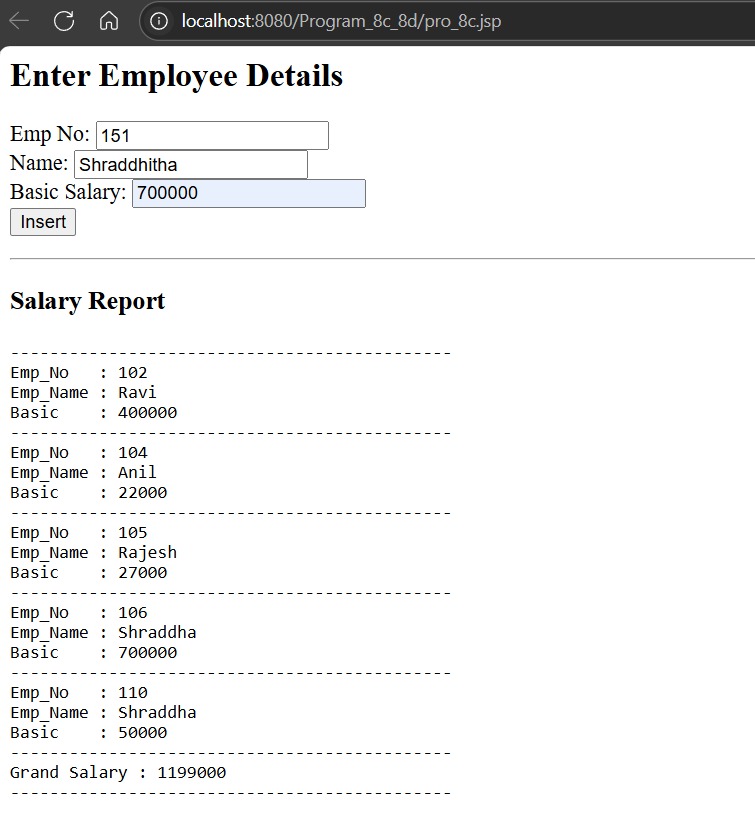 localhost:8080/Program_8c_8d/pro_8c.jsp
Enter Employee Details
Emp No: 151
Name: Shraddhitha
Basic Salary: 700000
Insert
Salary Report
---------------------------------------------
Emp_No   : 102
Emp_Name : Ravi
Basic    : 400000
---------------------------------------------
Emp_No   : 104
Emp_Name : Anil
Basic    : 22000
---------------------------------------------
Emp_No   : 105
Emp_Name : Rajesh
Basic    : 27000
---------------------------------------------
Emp_No   : 106
Emp_Name : Shraddha
Basic    : 700000
---------------------------------------------
Emp_No   : 110
Emp_Name : Shraddha
Basic    : 50000
---------------------------------------------
Grand Salary : 1199000
---------------------------------------------